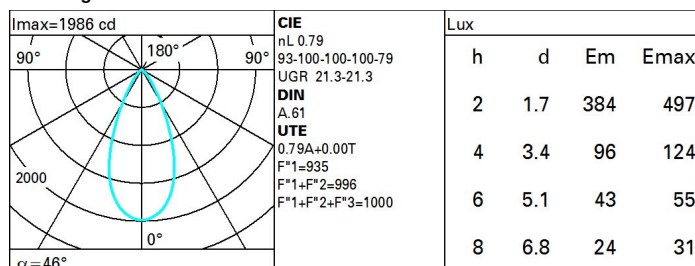 Imax=1986 cd
90°
180°
90°
2000
0°
α=46°
CIE
nL 0.79
93-100-100-100-79
UGR 21.3-21.3
DIN
A.61
UTE
0.79A+0.00T
F"1=935
F"1+F"2=996
F"1+F"2+F"3=1000
Lux
h d Em Emax
2 1.7 384 497
4 3.4 96 124
6 5.1 43 55
8 6.8 24 31